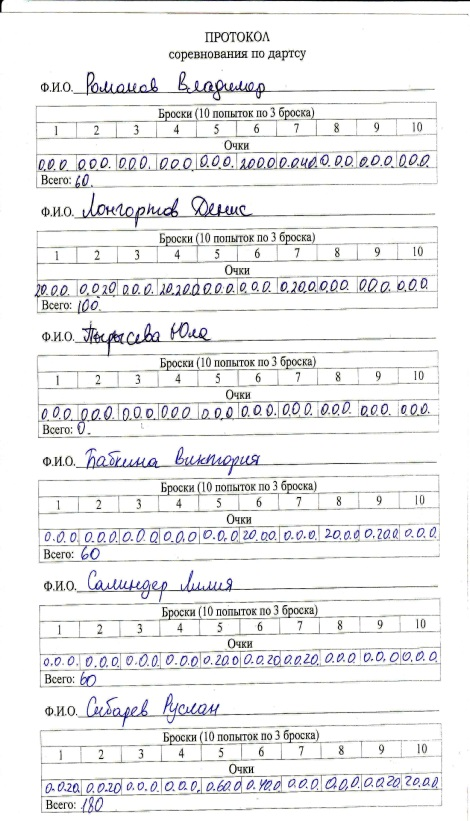 ПРОТОКОЛ
соревнования по дартсу
Ф.И.О. Романов Владимир
Броски (10 попыток по 3 броска)
1 2 3 4 5 6 7 8 9 10
Очки
0.0.0 0.0.0. 0.0.0. 0.0.0 0.0.0. 20.0.0 0.0.40. 0.0.0. 0.0.0. 0.0.0.
Всего: 60.
Ф.И.О. Лонгортов Денис
Броски (10 попыток по 3 броска)
1 2 3 4 5 6 7 8 9 10
Очки
20.0.0. 0.0.20 0.0.0. 20.20.0 0.0.0. 0.0.0. 0.20.0 0.0.0. 0.0.0. 0.0.0.
Всего: 100.
Ф.И.О. Пырысева Юла
Броски (10 попыток по 3 броска)
1 2 3 4 5 6 7 8 9 10
Очки
0.0.0. 0.0.0. 0.0.0. 0.0.0 0.0.0 0.0.0. 0.0.0. 0.0.0. 0.0.0. 0.0.0.
Всего: 0.
Ф.И.О. Бабкина Виктория
Броски (10 попыток по 3 броска)
1 2 3 4 5 6 7 8 9 10
Очки
0.0.0. 0.0.0. 0.0.0 0.0.0 0.0.0 20.0.0. 0.0.0. 20.0.0 0.20.0 0.0.0.
Всего: 60
Ф.И.О. Салиндер Лилия
Броски (10 попыток по 3 броска)
1 2 3 4 5 6 7 8 9 10
Очки
0.0.0. 0.0.0. 0.0.0. 0.0.0 0.20.0 0.0.20 0.0.20. 0.0.0 0.0.0 0.0.0.
Всего: 60
Ф.И.О. Сибарев Руслан
Броски (10 попыток по 3 броска)
1 2 3 4 5 6 7 8 9 10
Очки
0.0.20. 0.0.20 0.0.0. 0.0.0. 0.60.0 0.40.0 0.0.0. 0.0.0. 0.0.20 20.0.0
Всего: 180